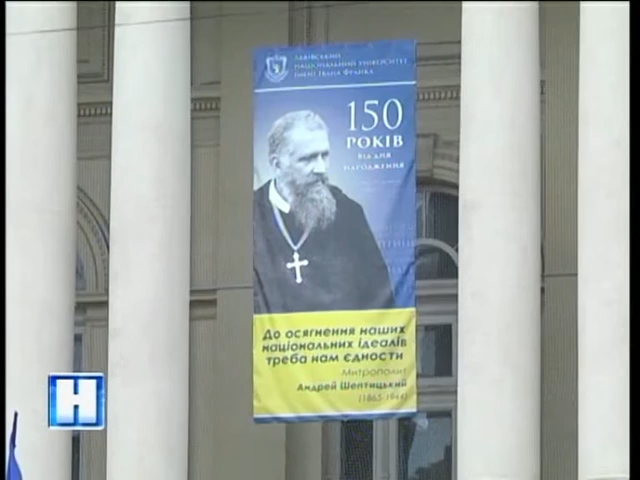 ЛЬВІВСЬКИЙ
НАЦІОНАЛЬНИЙ УНІВЕРСИТЕТ
ІМЕНІ ІВАНА ФРАНКА
150
РОКІВ
ВІД ДНЯ
НАРОДЖЕННЯ
До осягнення наших
національних ідеалів
треба нам єдности
Митрополит
Андрей Шептицький
(1865-1944)
Н